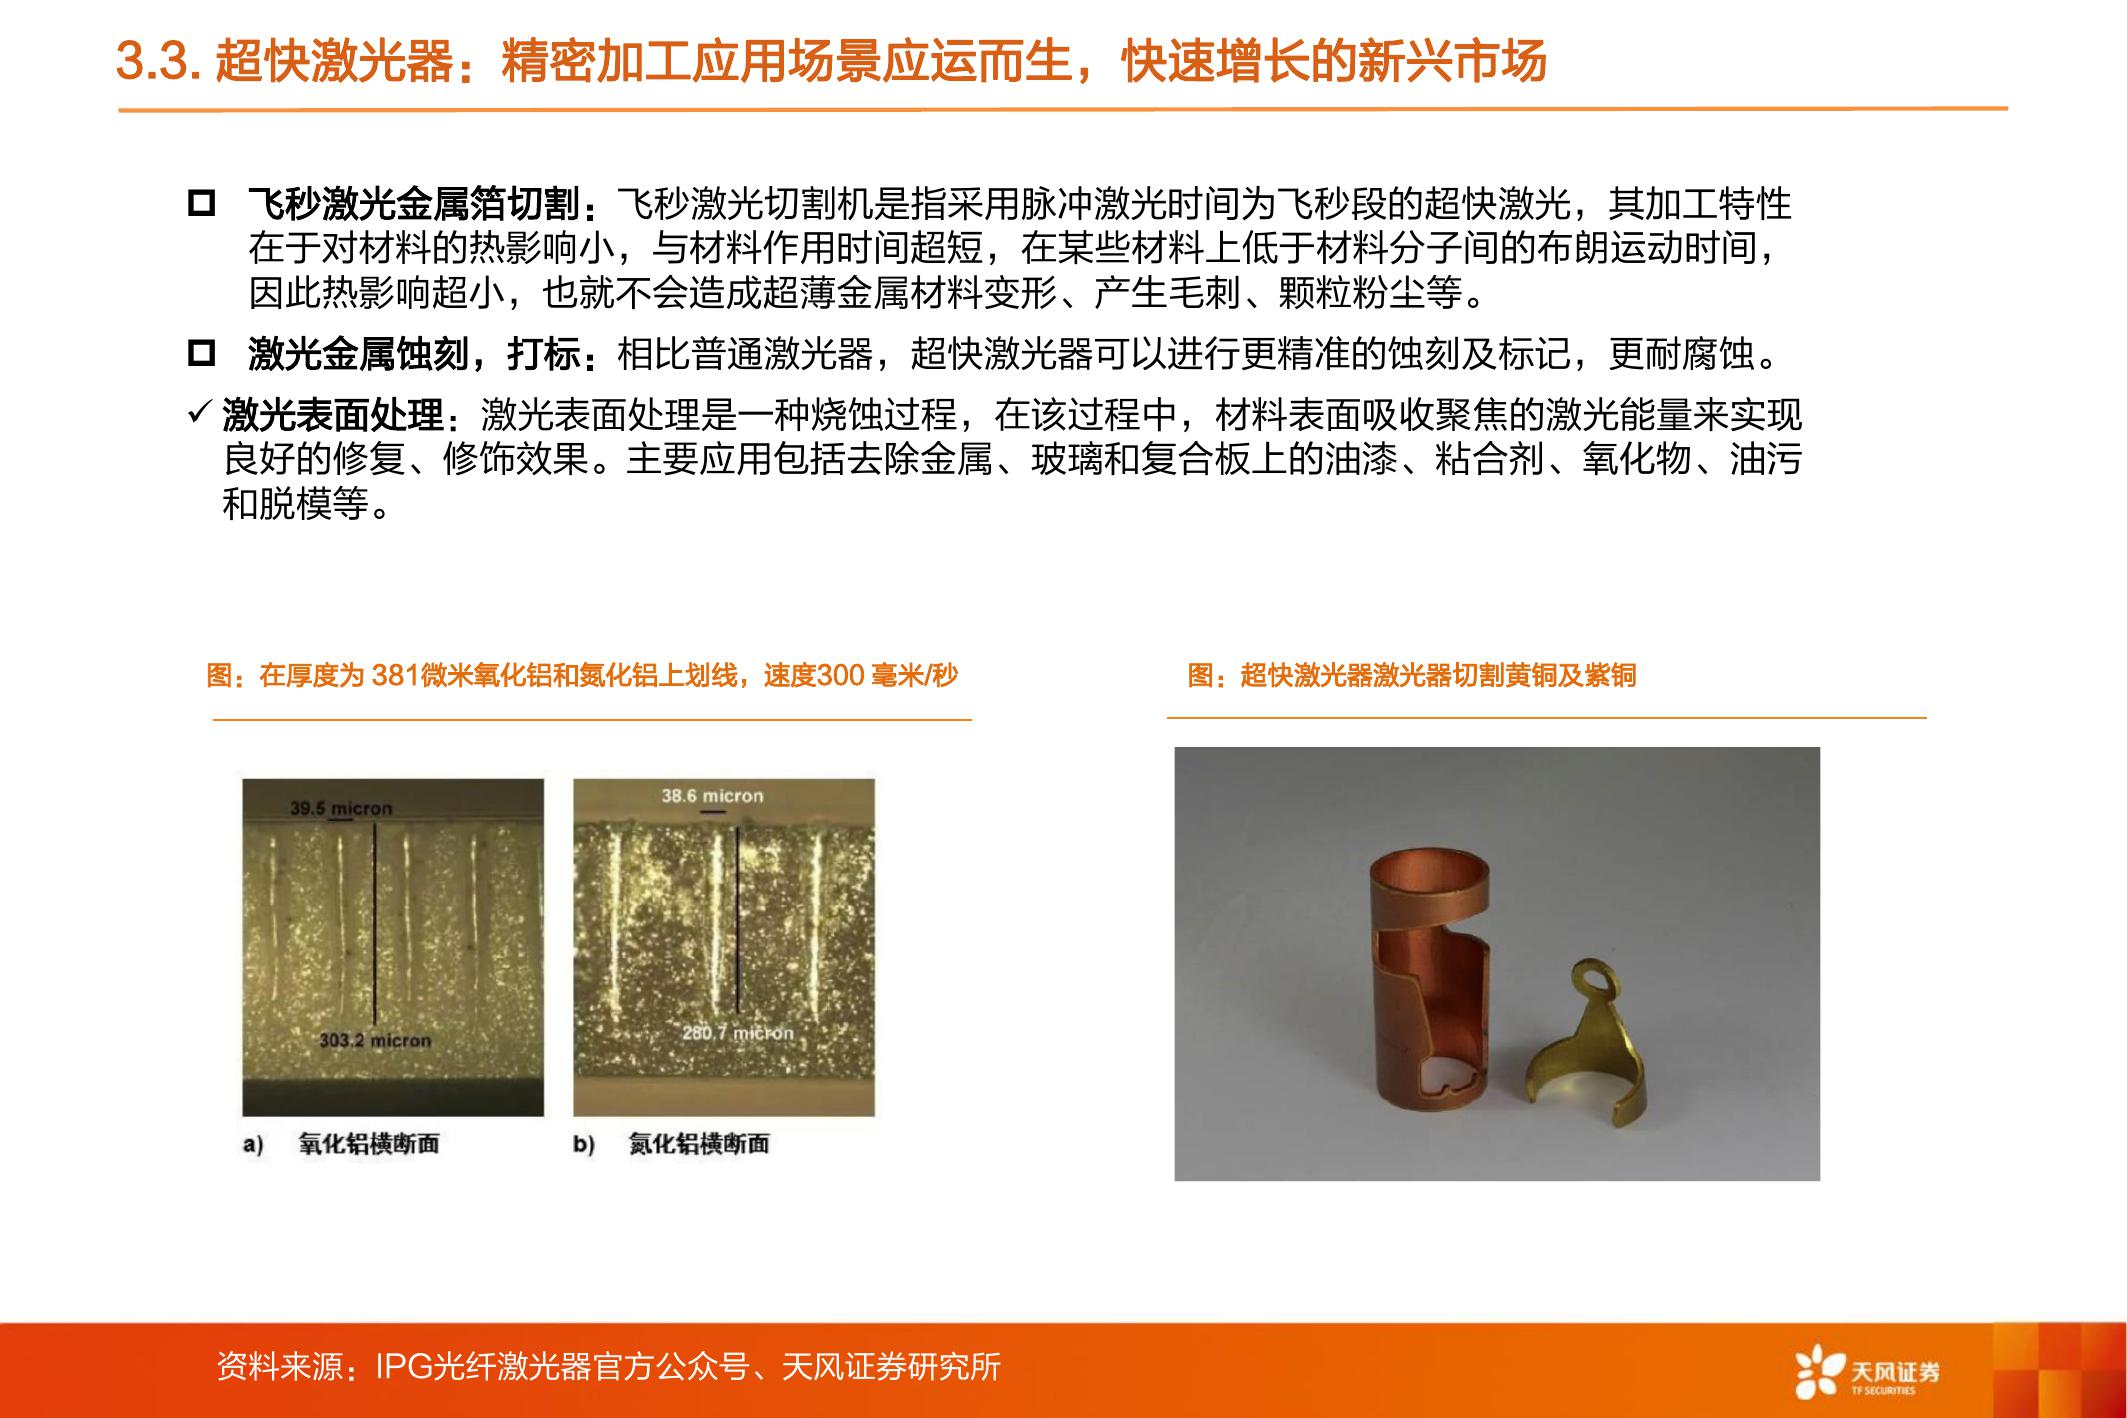 3.3. 超快激光器：精密加工应用场景应运而生，快速增长的新兴市场
飞秒激光金属箔切割：飞秒激光切割机是指采用脉冲激光时间为飞秒段的超快激光，其加工特性
在于对材料的热影响小，与材料作用时间超短，在某些材料上低于材料分子间的布朗运动时间，
因此热影响超小，也就不会造成超薄金属材料变形、产生毛刺、颗粒粉尘等。
激光金属蚀刻，打标：相比普通激光器，超快激光器可以进行更精准的蚀刻及标记，更耐腐蚀。
✓ 激光表面处理：激光表面处理是一种烧蚀过程，在该过程中，材料表面吸收聚焦的激光能量来实现
良好的修复、修饰效果。主要应用包括去除金属、玻璃和复合板上的油漆、粘合剂、氧化物、油污
和脱模等。
图：在厚度为 381微米氧化铝和氮化铝上划线，速度300 毫米/秒
39.5 micron
303.2 micron
a) 氧化铝横断面
38.6 micron
280.7 micron
b) 氮化铝横断面
图：超快激光器激光器切割黄铜及紫铜
资料来源：IPG光纤激光器官方公众号、天风证券研究所
天风证券
TF SECURITIES